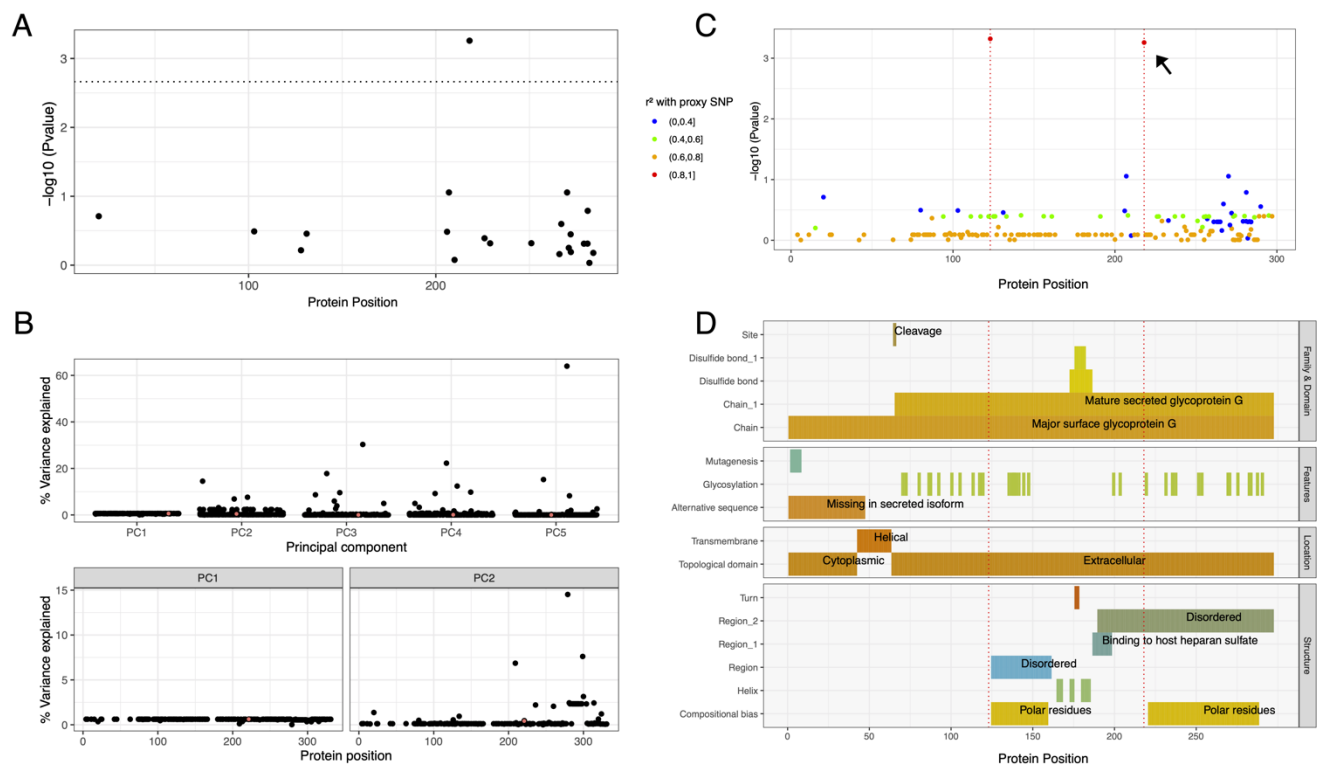 A
−log10 (Pvalue)
3
2
1
0
100
200
Protein Position
B
% Variance explained
60
40
20
0
PC1
PC2
PC3
PC4
PC5
Principal component
PC1
PC2
% Variance explained
15
10
5
0
0
100
200
300
0
100
200
300
Protein position
r² with proxy SNP
(0,0.4]
(0.4,0.6]
(0.6,0.8]
(0.8,1]
C
−log10 (Pvalue)
3
2
1
0
0
100
200
300
Protein Position
D
Site
Cleavage
Disulfide bond_1
Disulfide bond
Chain_1
Mature secreted glycoprotein G
Chain
Major surface glycoprotein G
Family & Domain
Mutagenesis
Glycosylation
Alternative sequence
Missing in secreted isoform
Features
Transmembrane
Helical
Topological domain
Cytoplasmic
Extracellular
Location
Turn
Region_2
Disordered
Region_1
Binding to host heparan sulfate
Region
Disordered
Helix
Compositional bias
Polar residues
Polar residues
Structure
0
50
100
150
200
250
Protein Position